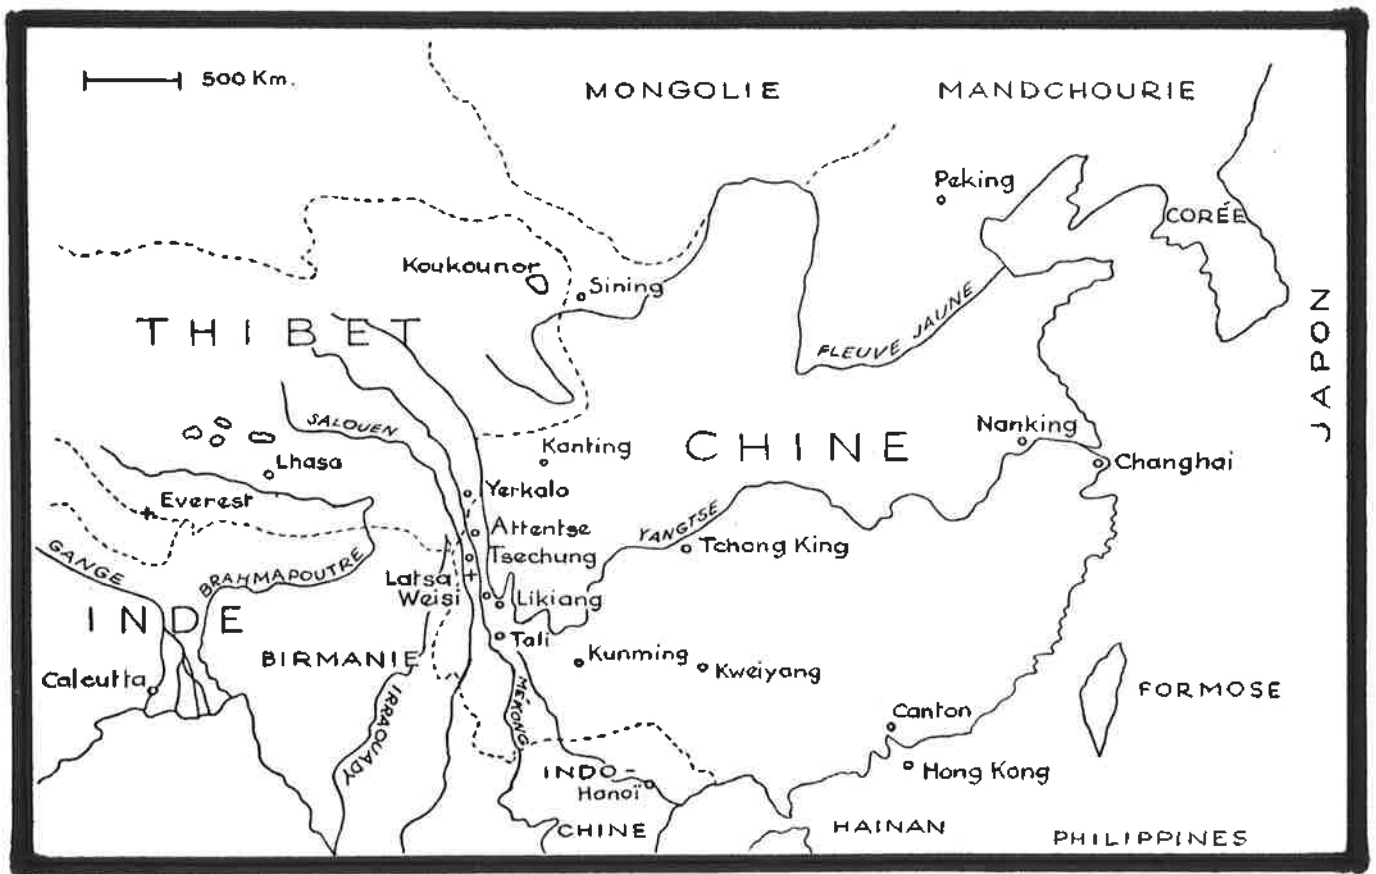 500 Km.
MONGOLIE
MANDCHOURIE
Peking
CORÉE
Koukounor
Sining
THIBET
FLEUVE JAUNE
JAPON
SALOUEN
Lhasa
Kanting
CHINE
Nanking
Changhai
Everest
Yerkalo
Attentse
YANGTSE
Tchong King
Tsechung
GANGE
BRAHMAPOUTRE
Latsa
Weisi
Likiang
INDE
Tali
BIRMANIE
Kunming
Kweiyang
Calcutta
IRRAOUADY
MÉKONG
FORMOSE
Canton
INDO-
Hanoï
Hong Kong
CHINE
HAINAN
PHILIPPINES